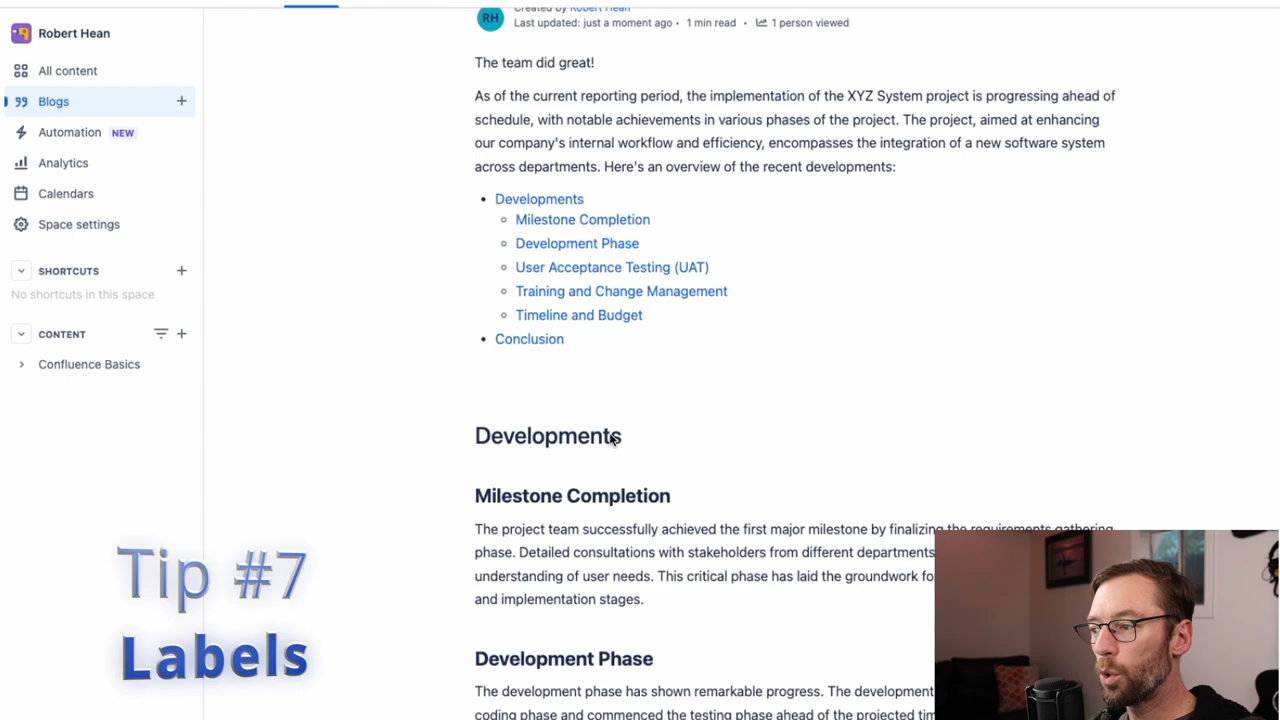 Robert Hean
All content
Blogs
Automation NEW
Analytics
Calendars
Space settings
SHORTCUTS
No shortcuts in this space
CONTENT
Confluence Basics
Created by Robert Hean
RH
Last updated: just a moment ago • 1 min read • 1 person viewed
The team did great!
As of the current reporting period, the implementation of the XYZ System project is progressing ahead of
schedule, with notable achievements in various phases of the project. The project, aimed at enhancing
our company's internal workflow and efficiency, encompasses the integration of a new software system
across departments. Here's an overview of the recent developments:
• Developments
◦ Milestone Completion
◦ Development Phase
◦ User Acceptance Testing (UAT)
◦ Training and Change Management
◦ Timeline and Budget
• Conclusion
Developments
Milestone Completion
The project team successfully achieved the first major milestone by finalizing the requirements gathering
phase. Detailed consultations with stakeholders from different departments
understanding of user needs. This critical phase has laid the groundwork fo
and implementation stages.
Development Phase
The development phase has shown remarkable progress. The development
coding phase and commenced the testing phase ahead of the projected tim
Tip #7
Labels